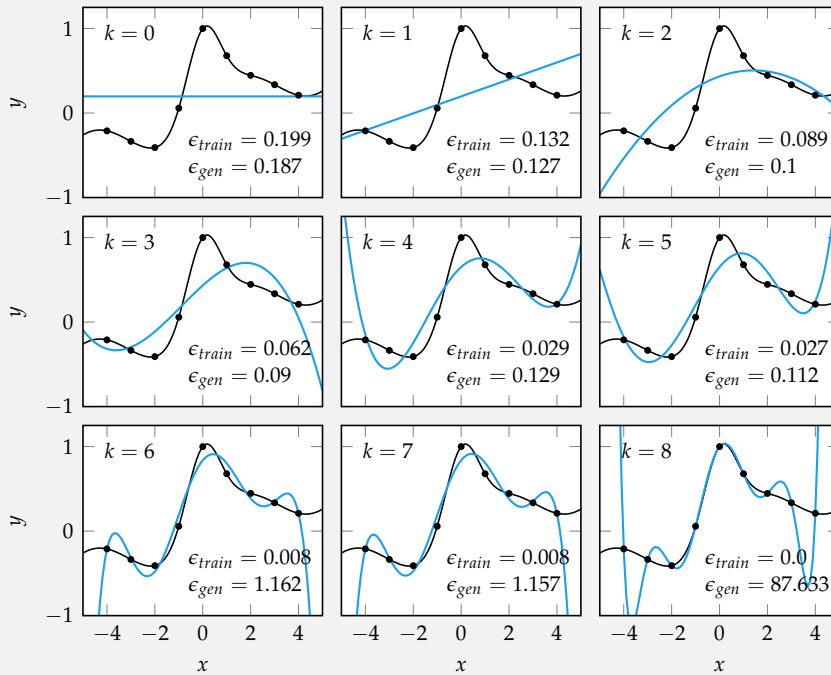 k = 0
k = 1
k = 2
1
0
−1
y
ϵtrain = 0.199
ϵgen = 0.187
ϵtrain = 0.132
ϵgen = 0.127
ϵtrain = 0.089
ϵgen = 0.1
k = 3
k = 4
k = 5
1
0
−1
y
ϵtrain = 0.062
ϵgen = 0.09
ϵtrain = 0.029
ϵgen = 0.129
ϵtrain = 0.027
ϵgen = 0.112
k = 6
k = 7
k = 8
1
0
−1
y
ϵtrain = 0.008
ϵgen = 1.162
ϵtrain = 0.008
ϵgen = 1.157
ϵtrain = 0.0
ϵgen = 87.633
−4 −2 0 2 4
−4 −2 0 2 4
−4 −2 0 2 4
x
x
x